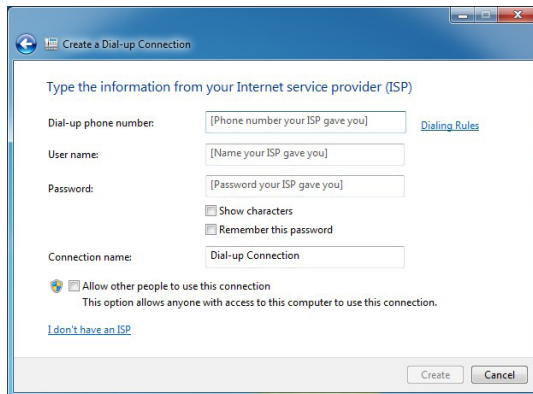 Create a Dial-up Connection
Type the information from your Internet service provider (ISP)
Dial-up phone number: [Phone number your ISP gave you] Dialing Rules
User name: [Name your ISP gave you]
Password: [Password your ISP gave you]
Show characters
Remember this password
Connection name: Dial-up Connection
Allow other people to use this connection
This option allows anyone with access to this computer to use this connection.
I don't have an ISP
Create Cancel